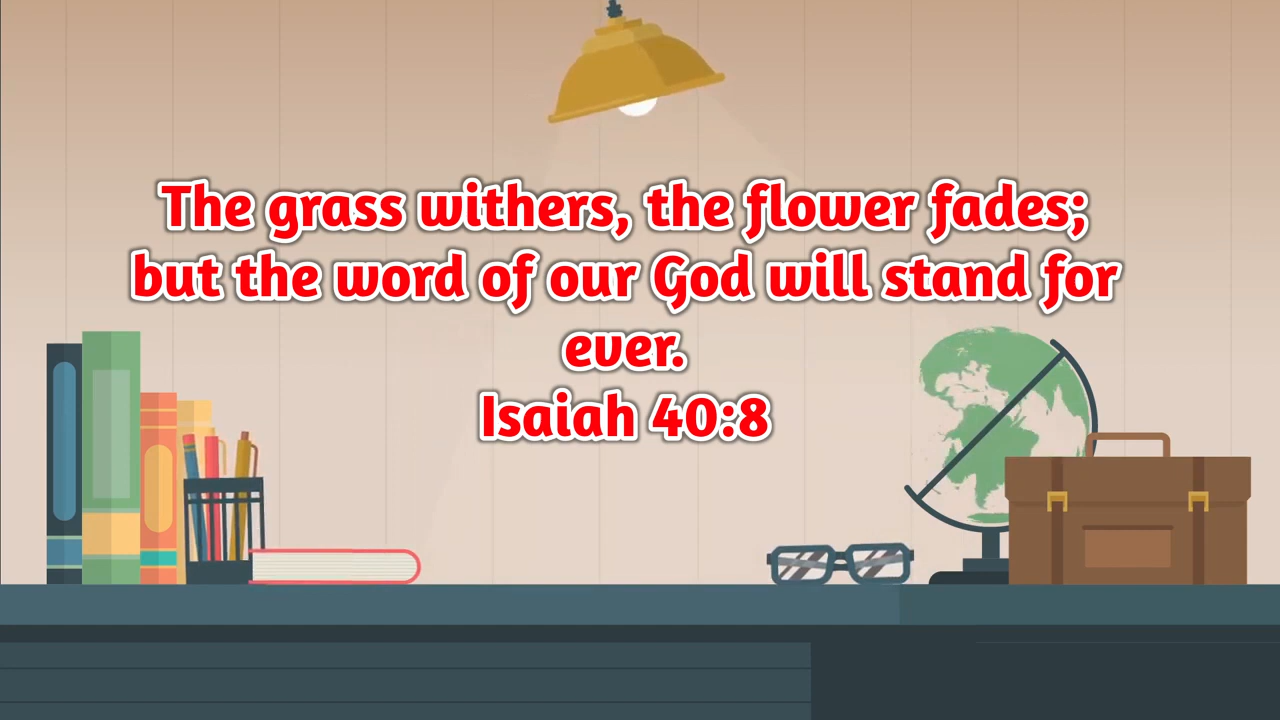 The grass withers, the flower fades;
but the word of our God will stand for
ever.
Isaiah 40:8